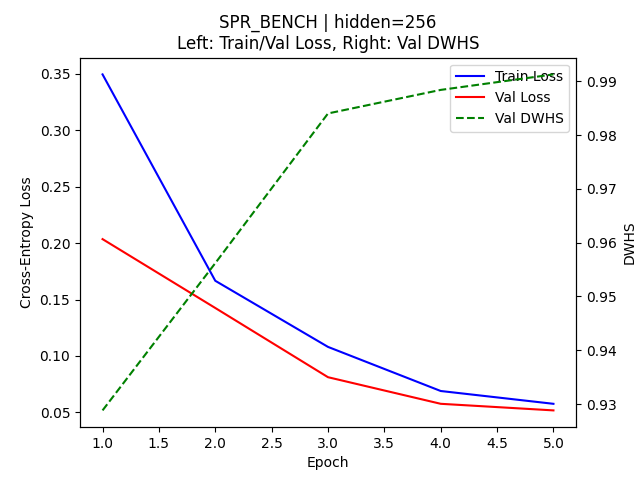 SPR_BENCH | hidden=256
Left: Train/Val Loss, Right: Val DWHS
Train Loss
Val Loss
Val DWHS
Cross-Entropy Loss
0.35
0.30
0.25
0.20
0.15
0.10
0.05
0.99
0.98
0.97
0.96
0.95
0.94
0.93
DWHS
1.0 1.5 2.0 2.5 3.0 3.5 4.0 4.5 5.0
Epoch